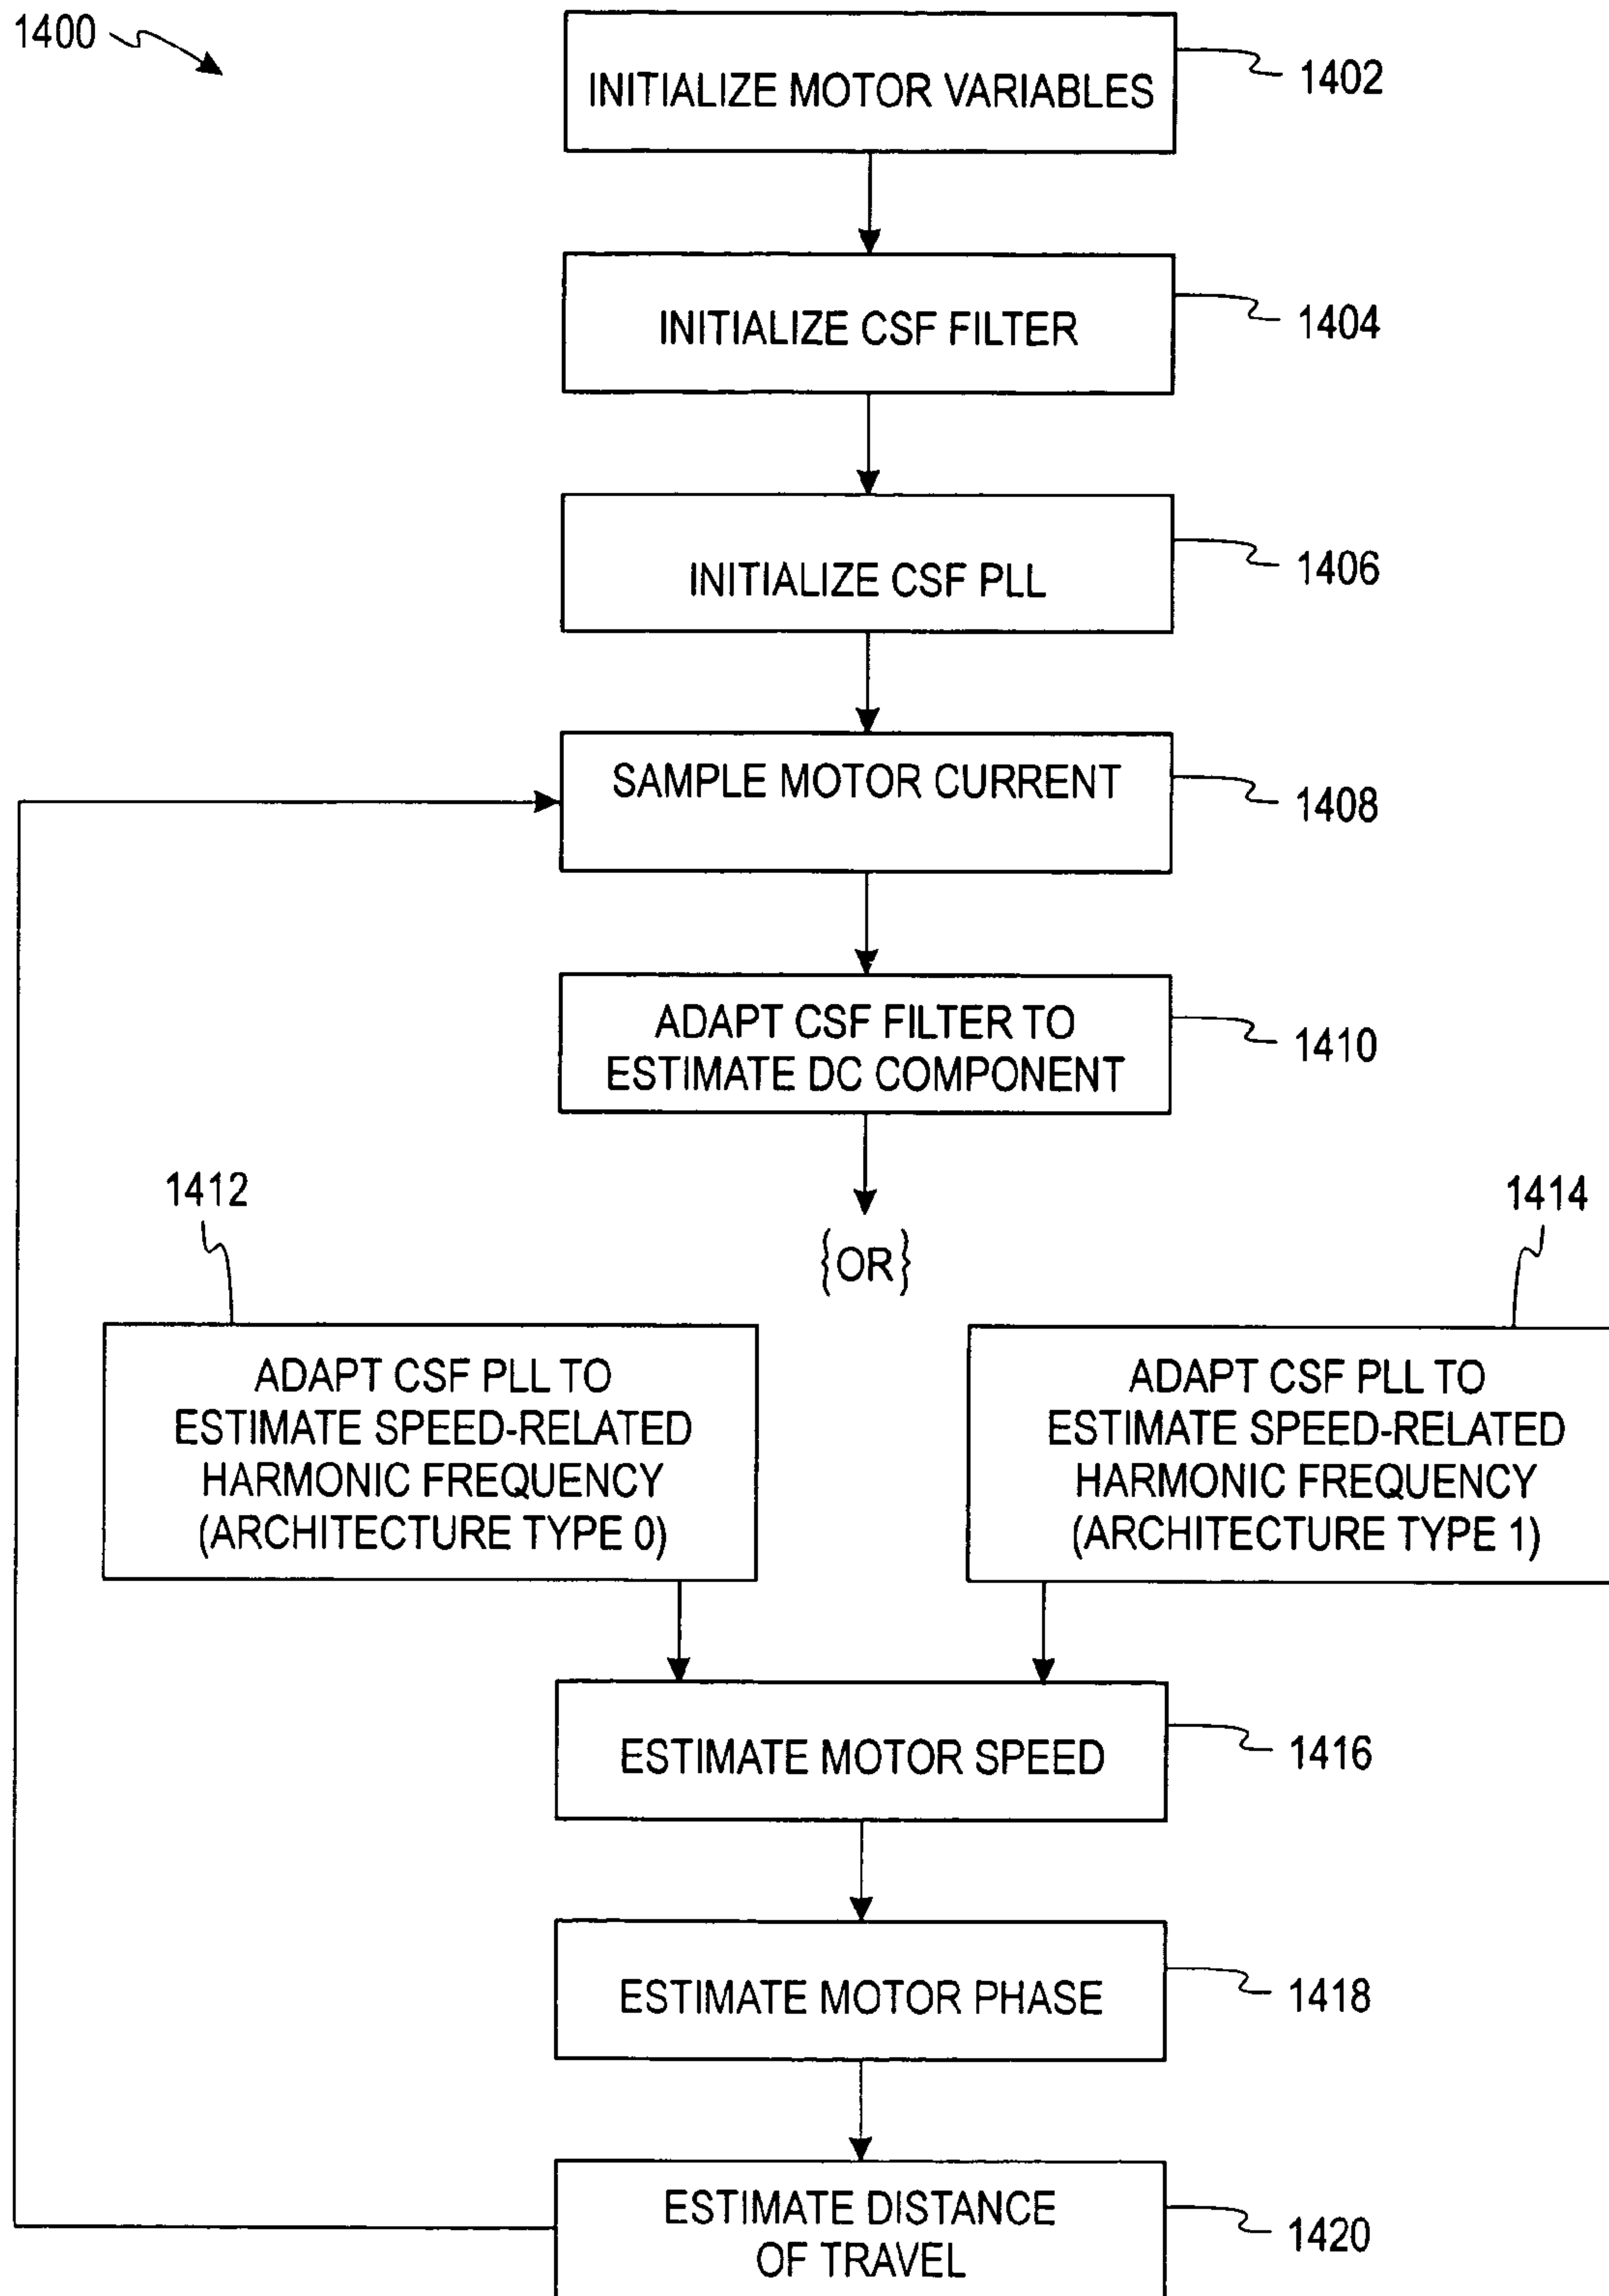 1400
INITIALIZE MOTOR VARIABLES
1402
INITIALIZE CSF FILTER
1404
INITIALIZE CSF PLL
1406
SAMPLE MOTOR CURRENT
1408
ADAPT CSF FILTER TO
ESTIMATE DC COMPONENT
1410
{OR}
1412
ADAPT CSF PLL TO
ESTIMATE SPEED-RELATED
HARMONIC FREQUENCY
(ARCHITECTURE TYPE 0)
1414
ADAPT CSF PLL TO
ESTIMATE SPEED-RELATED
HARMONIC FREQUENCY
(ARCHITECTURE TYPE 1)
ESTIMATE MOTOR SPEED
1416
ESTIMATE MOTOR PHASE
1418
ESTIMATE DISTANCE
OF TRAVEL
1420